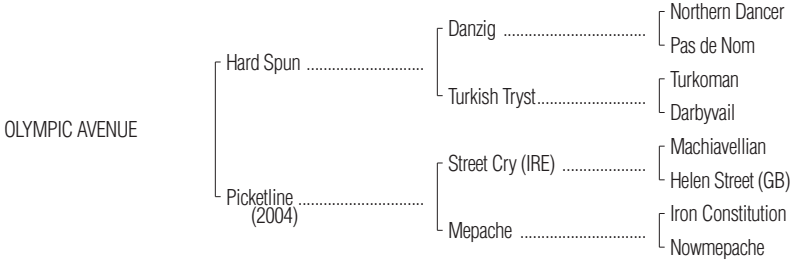 Northern Dancer
Danzig ....................................
Pas de Nom
Hard Spun .............................
Turkoman
Turkish Tryst...........................
Darbyvail
OLYMPIC AVENUE
Machiavellian
Street Cry (IRE) .....................
Helen Street (GB)
Picketline ...............................
(2004)
Iron Constitution
Mepache ................................
Nowmepache